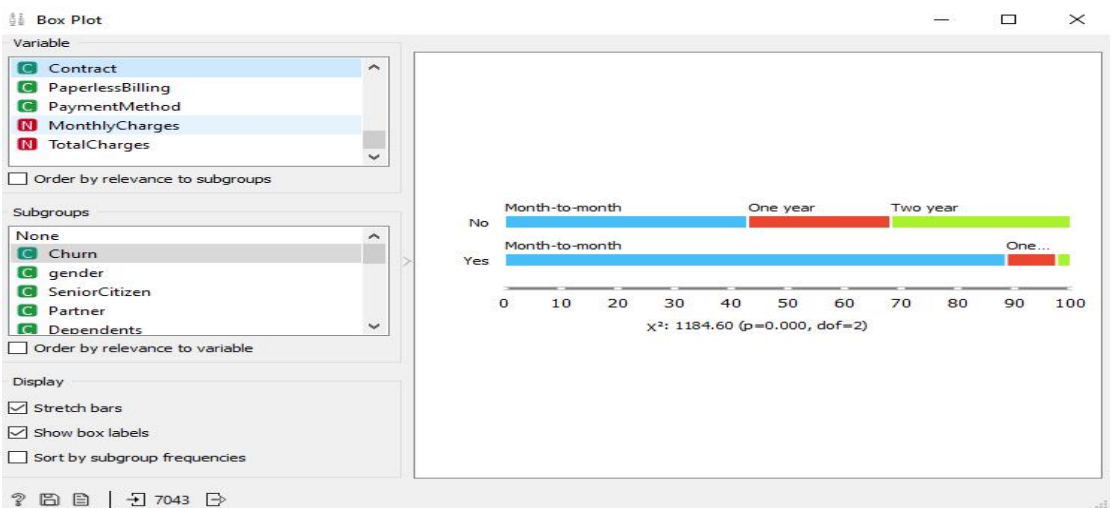 Box Plot
Variable
C Contract
C PaperlessBilling
C PaymentMethod
N MonthlyCharges
N TotalCharges
Order by relevance to subgroups
Subgroups
None
C Churn
C gender
C SeniorCitizen
C Partner
C Dependents
Order by relevance to variable
Display
Stretch bars
Show box labels
Sort by subgroup frequencies
? 7043
Month-to-month One year Two year
No
Month-to-month One...
Yes
0 10 20 30 40 50 60 70 80 90 100
χ²: 1184.60 (p=0.000, dof=2)